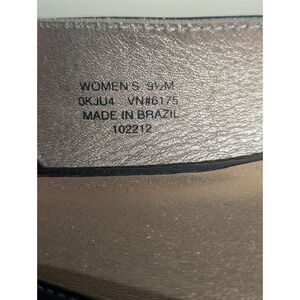 WOMEN'S 9½M
0KJU4 VN#6175
MADE IN BRAZIL
102212